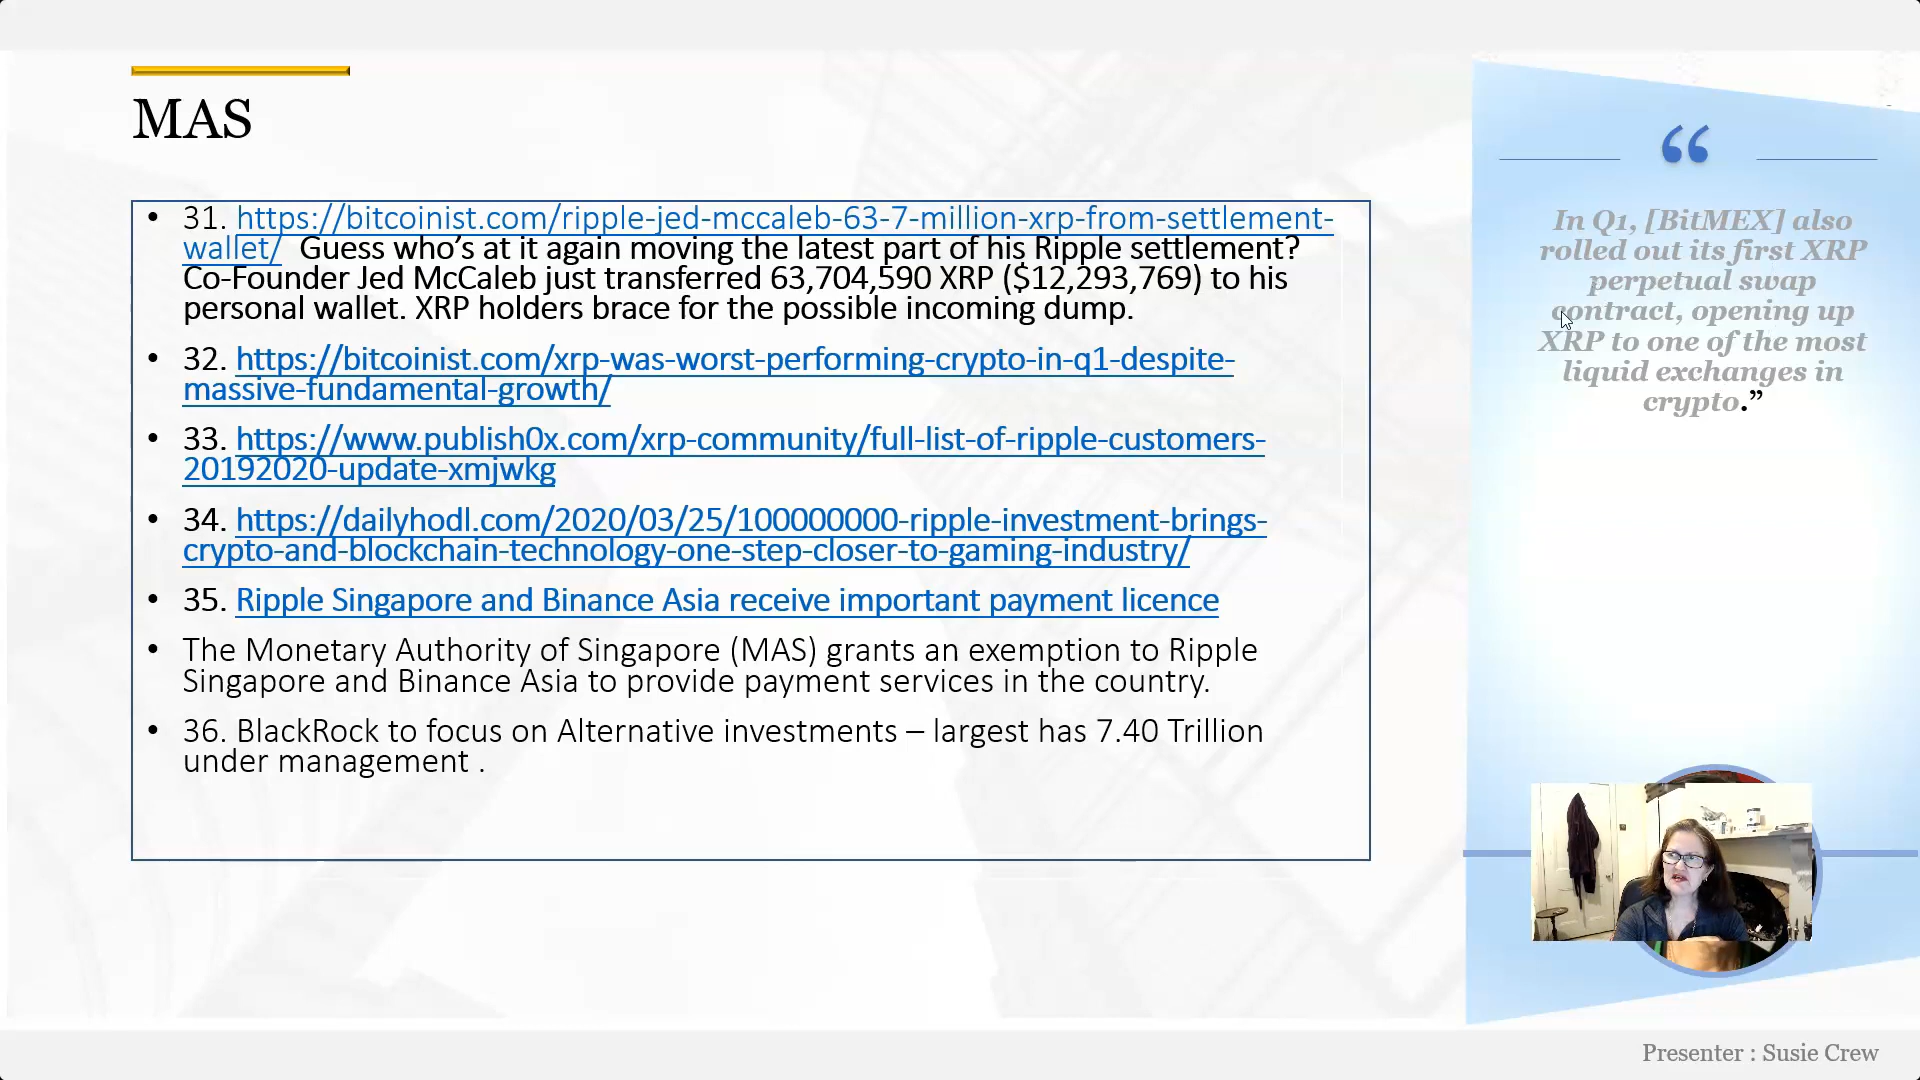 MAS
• 31. https://bitcoinist.com/ripple-jed-mccaleb-63-7-million-xrp-from-settlement-
wallet/ Guess who’s at it again moving the latest part of his Ripple settlement?
Co-Founder Jed McCaleb just transferred 63,704,590 XRP ($12,293,769) to his
personal wallet. XRP holders brace for the possible incoming dump.
• 32. https://bitcoinist.com/xrp-was-worst-performing-crypto-in-q1-despite-
massive-fundamental-growth/
• 33. https://www.publish0x.com/xrp-community/full-list-of-ripple-customers-
20192020-update-xmjwkg
• 34. https://dailyhodl.com/2020/03/25/100000000-ripple-investment-brings-
crypto-and-blockchain-technology-one-step-closer-to-gaming-industry/
• 35. Ripple Singapore and Binance Asia receive important payment licence
• The Monetary Authority of Singapore (MAS) grants an exemption to Ripple
Singapore and Binance Asia to provide payment services in the country.
• 36. BlackRock to focus on Alternative investments – largest has 7.40 Trillion
under management .
“
In Q1, [BitMEX] also
rolled out its first XRP
perpetual swap
contract, opening up
XRP to one of the most
liquid exchanges in
crypto.”
Presenter : Susie Crew